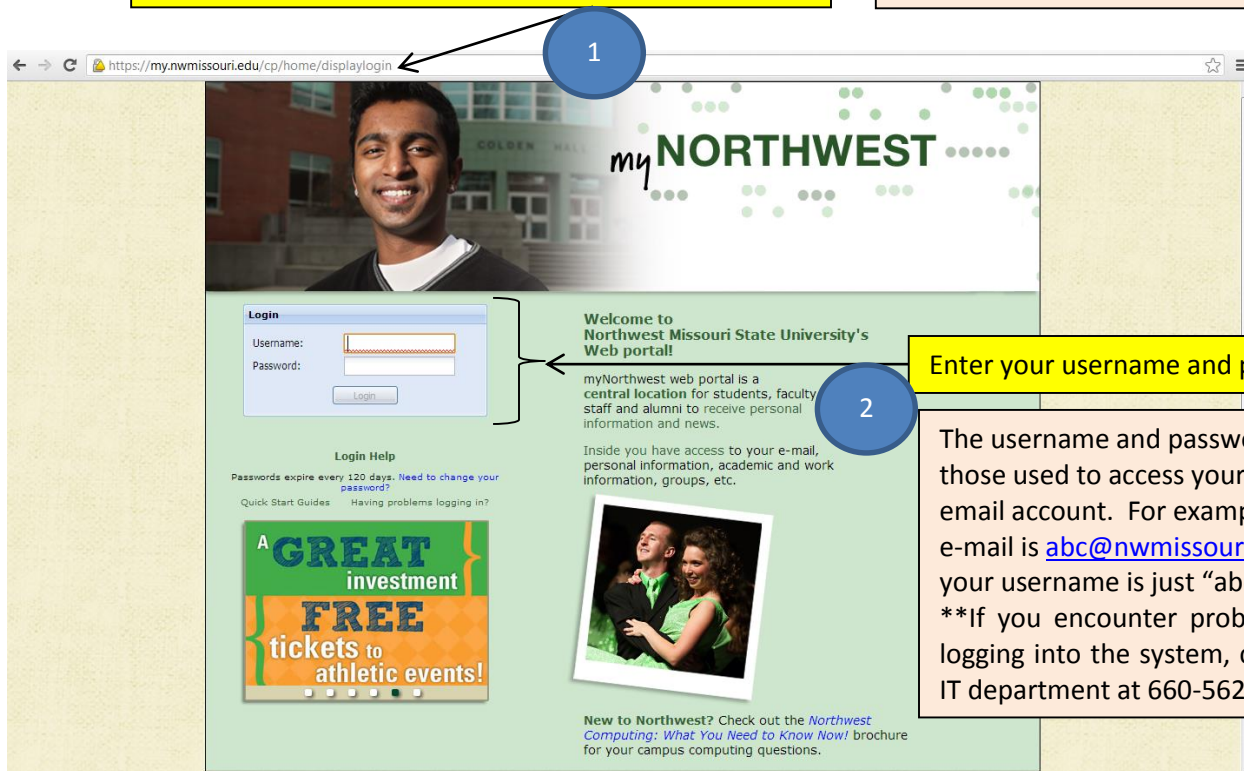 1
https://my.nwmissouri.edu/cp/home/displaylogin
COLDEN HALL
my NORTHWEST
Login
Username:
Password:
Login
Login Help
Passwords expire every 120 days. Need to change your
password?
Quick Start Guides Having problems logging in?
A GREAT
investment
FREE
tickets to
athletic events!
Welcome to
Northwest Missouri State University's
Web portal!
myNorthwest web portal is a
central location for students, faculty
staff and alumni to receive personal
information and news.
Inside you have access to your e-mail,
personal information, academic and work
information, groups, etc.
New to Northwest? Check out the Northwest
Computing: What You Need to Know Now! brochure
for your campus computing questions.
2
Enter your username and
The username and
those used to access your
email account. For
e-mail is abc@nwmissour
your username is just “ab
**If you encounter
logging into the system,
IT department at 660-562